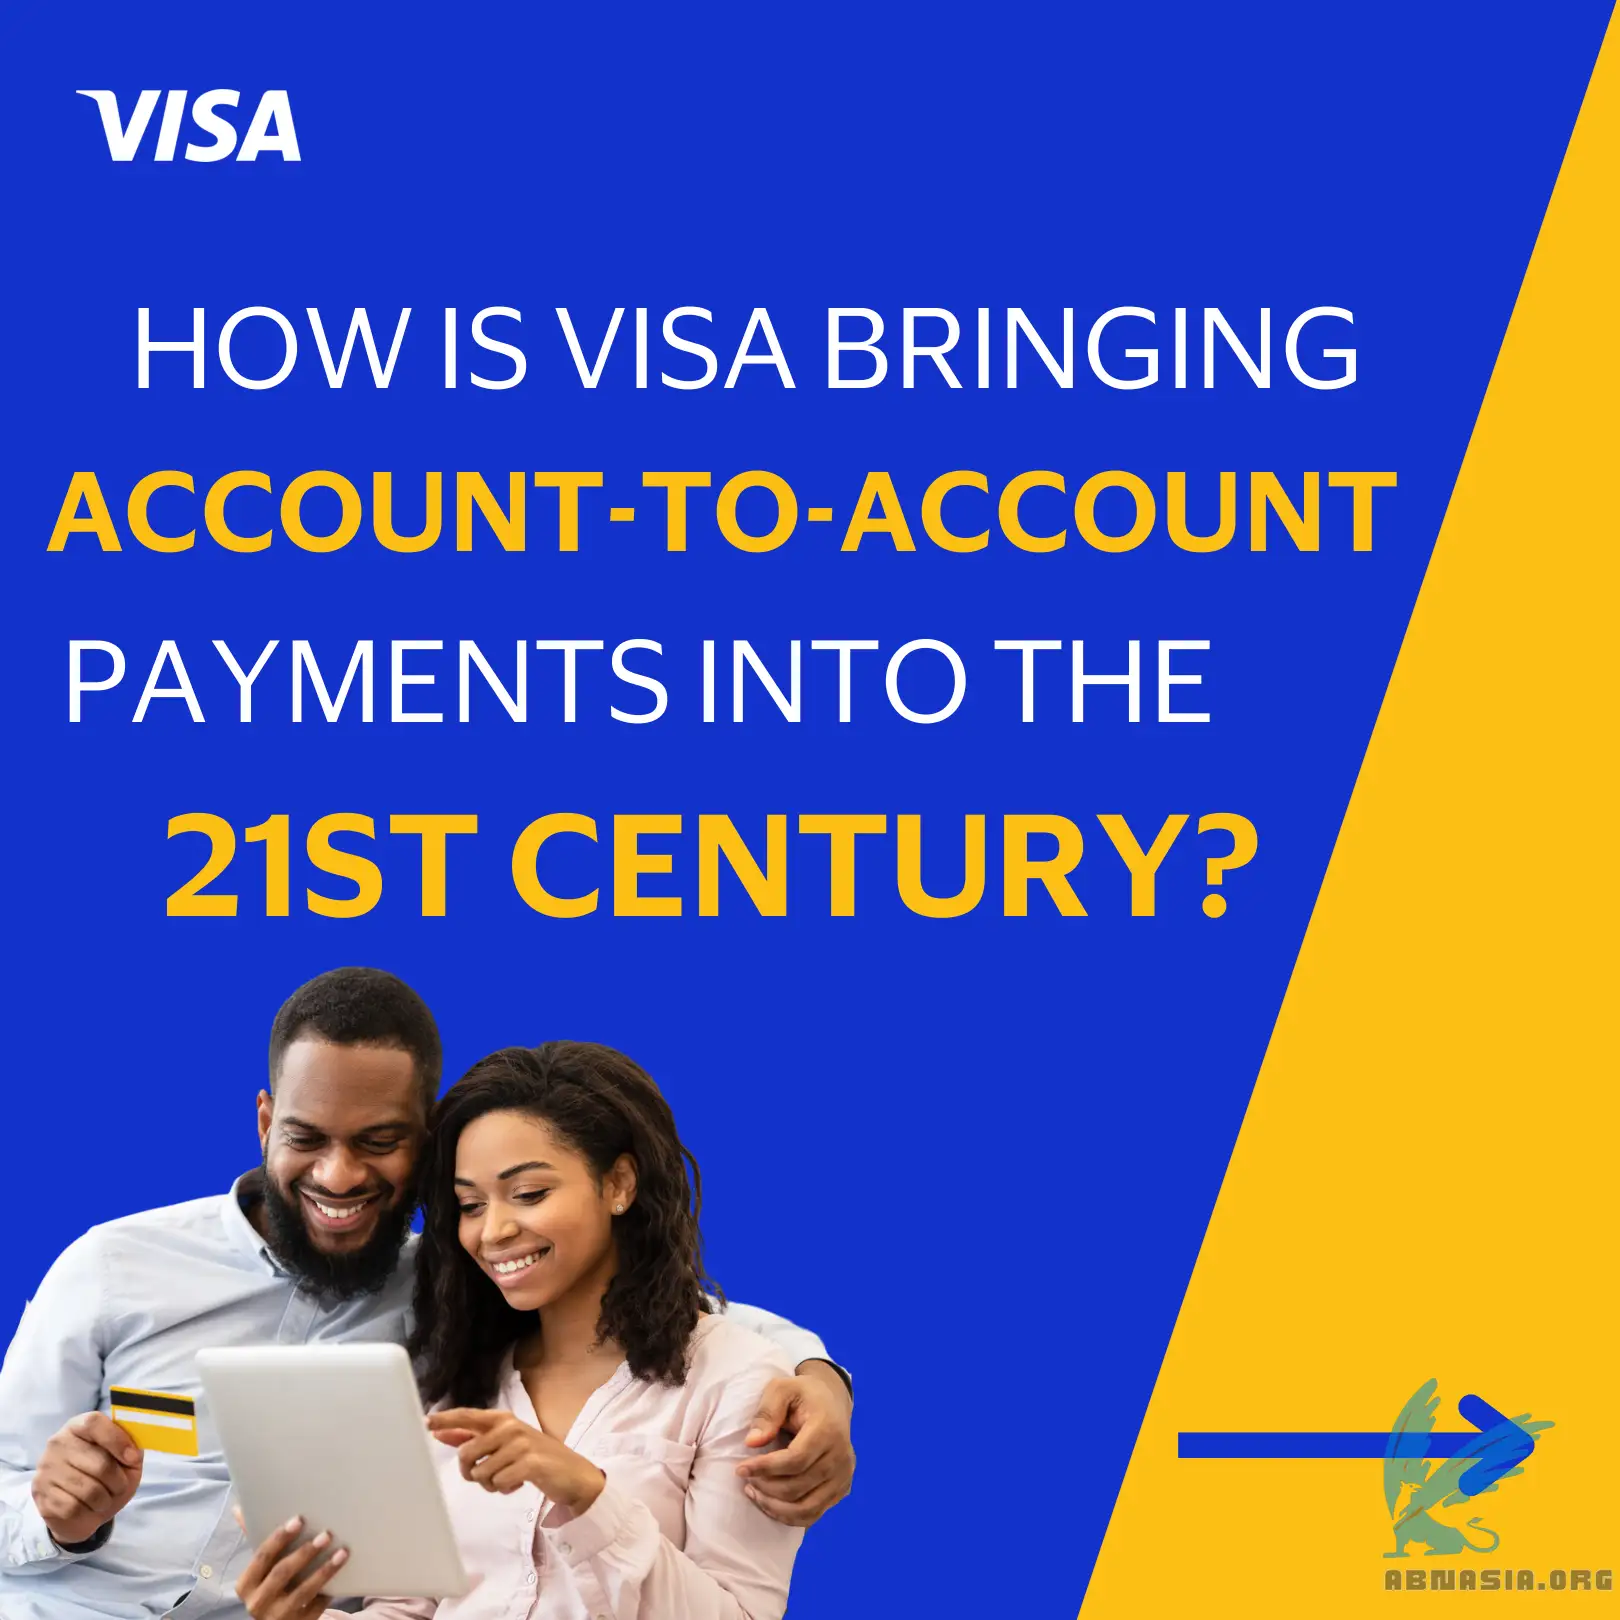 VISA
HOW IS VISA BRINGING
ACCOUNT-TO-ACCOUNT
PAYMENTS INTO THE
21ST CENTURY?
ABNASIA.ORG